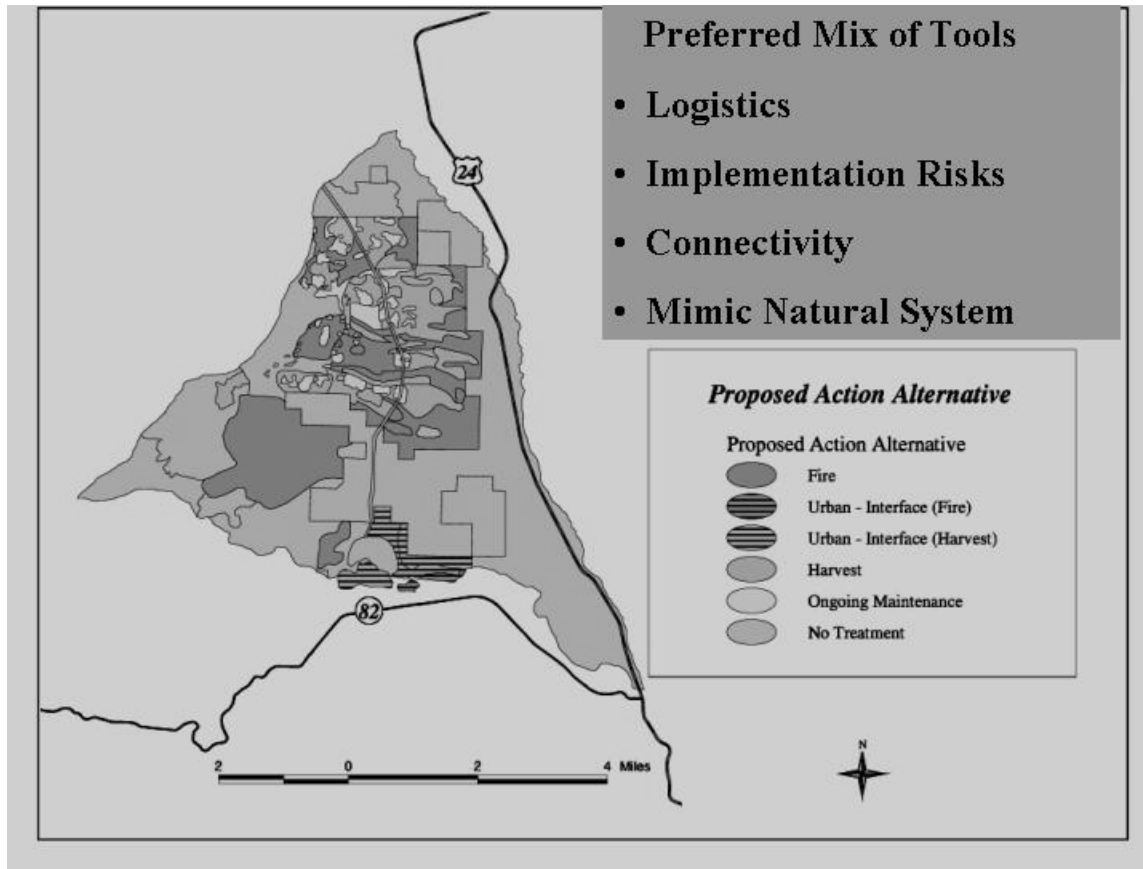 Preferred Mix of Tools
• Logistics
• Implementation Risks
• Connectivity
• Mimic Natural System
24
Proposed Action Alternative
Proposed Action Alternative
Fire
Urban - Interface (Fire)
Urban - Interface (Harvest)
Harvest
Ongoing Maintenance
No Treatment
82
2 0 2 4 Miles
N